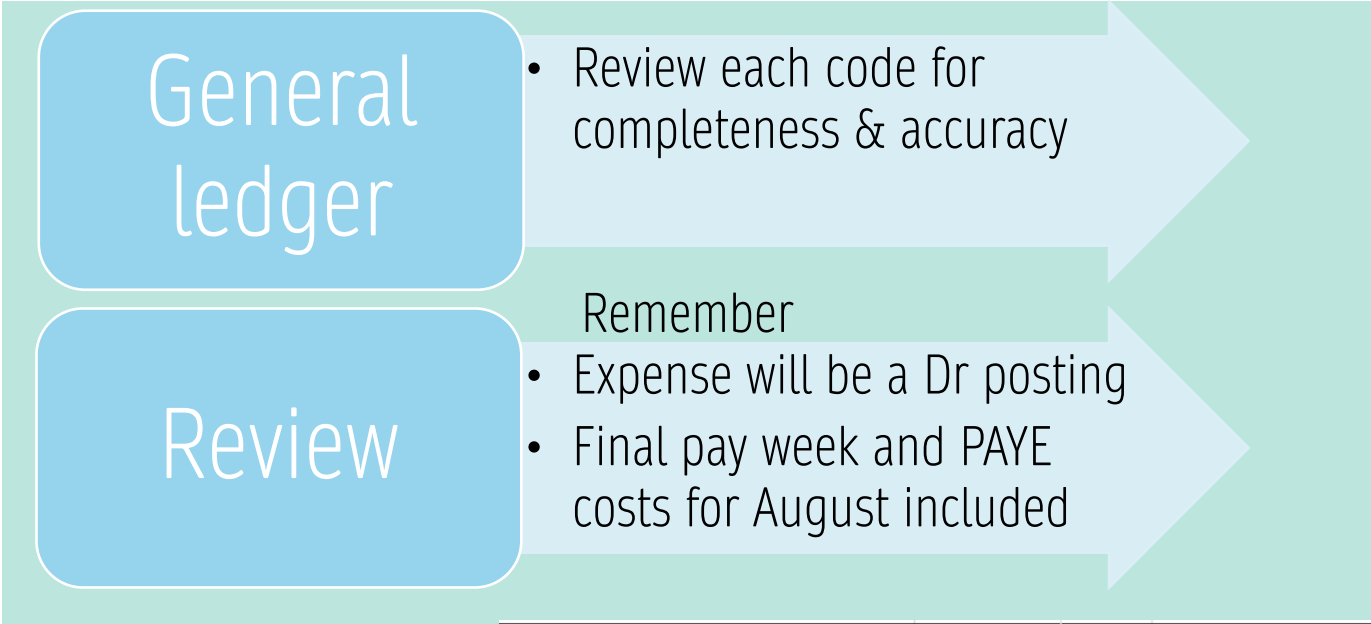 General
ledger
• Review each code for
completeness & accuracy
Remember
Review
• Expense will be a Dr posting
• Final pay week and PAYE
costs for August included